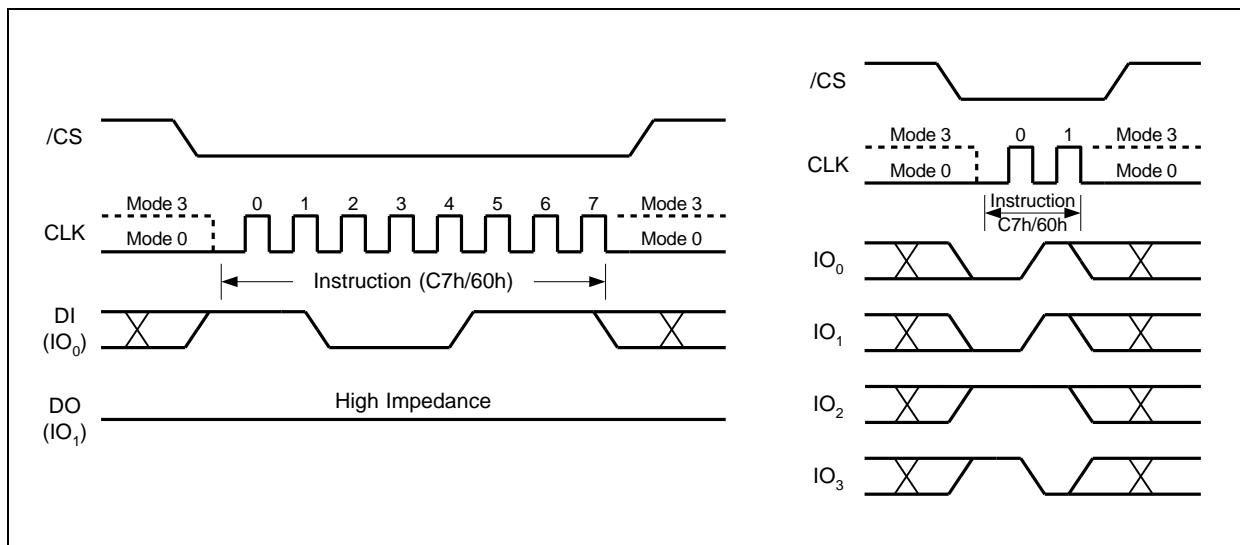 /CS
Mode 3 0 1 2 3 4 5 6 7 Mode 3
CLK Mode 0 Mode 0
Instruction (C7h/60h)
DI
(IO0)
High Impedance
DO
(IO1)
/CS
Mode 3 0 1 Mode 3
CLK Mode 0 Mode 0
Instruction
C7h/60h
IO0
IO1
IO2
IO3